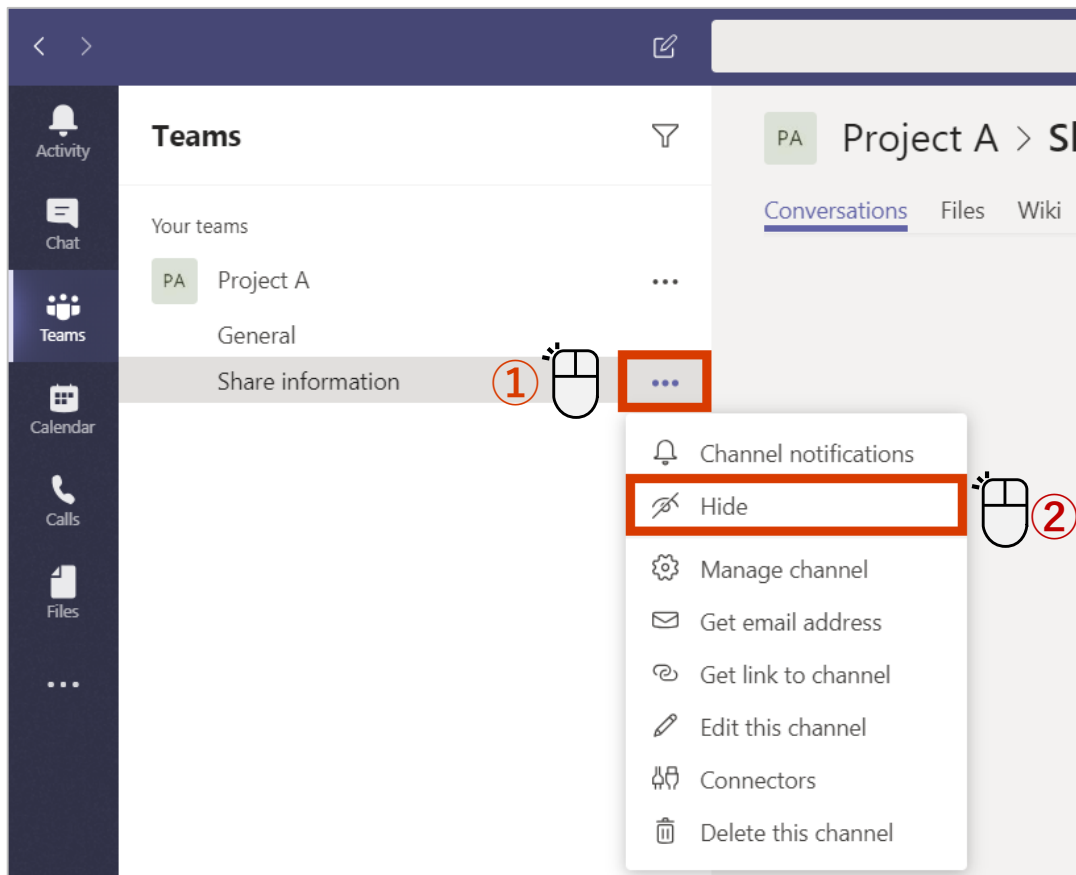 Activity
Chat
Teams
Calendar
Calls
Files
Teams
Your teams
PA Project A
General
Share information
①
Channel notifications
Hide
②
Manage channel
Get email address
Get link to channel
Edit this channel
Connectors
Delete this channel
PA Project A >
Conversations Files Wiki